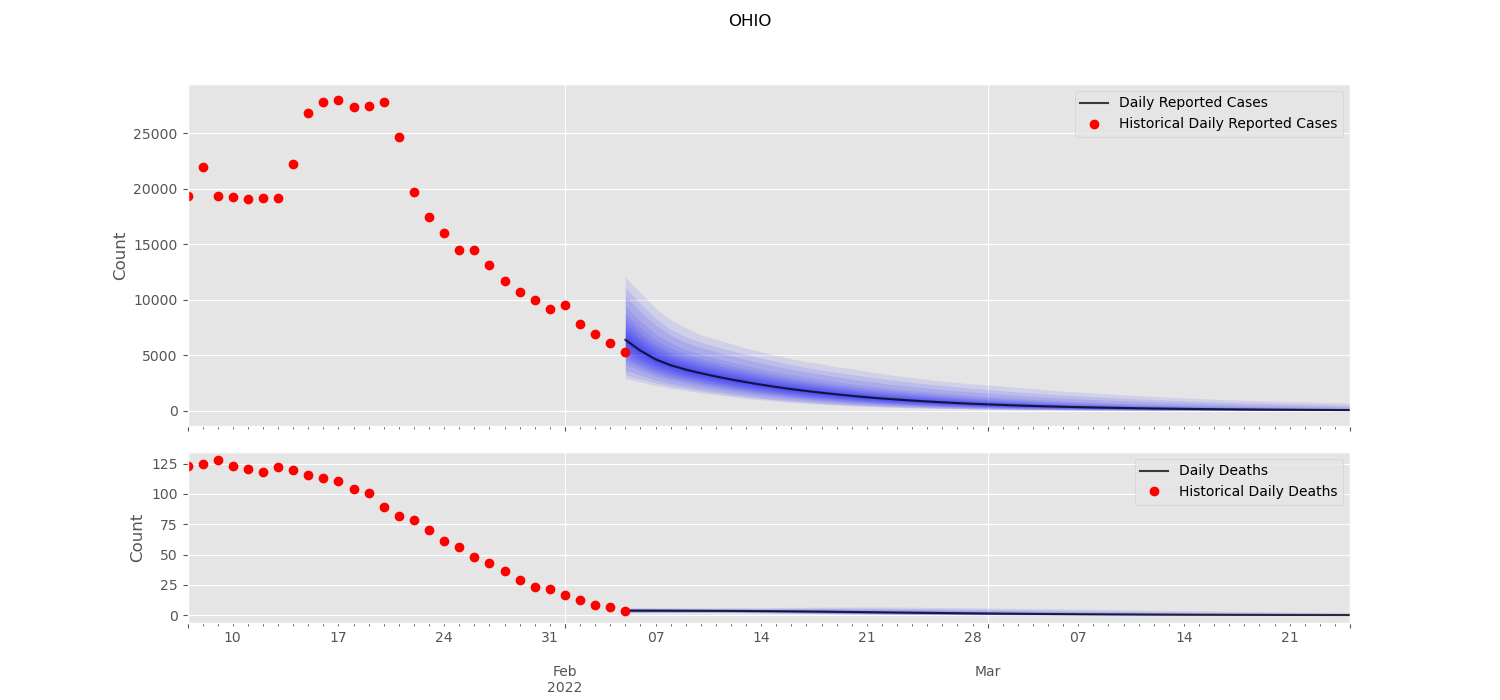 OHIO
Daily Reported Cases
Historical Daily Reported Cases
Count
25000
20000
15000
10000
5000
0
Daily Deaths
Historical Daily Deaths
Count
125
100
75
50
25
0
10 17 24 31 07 14 21 28 07 14 21
Feb Mar
2022